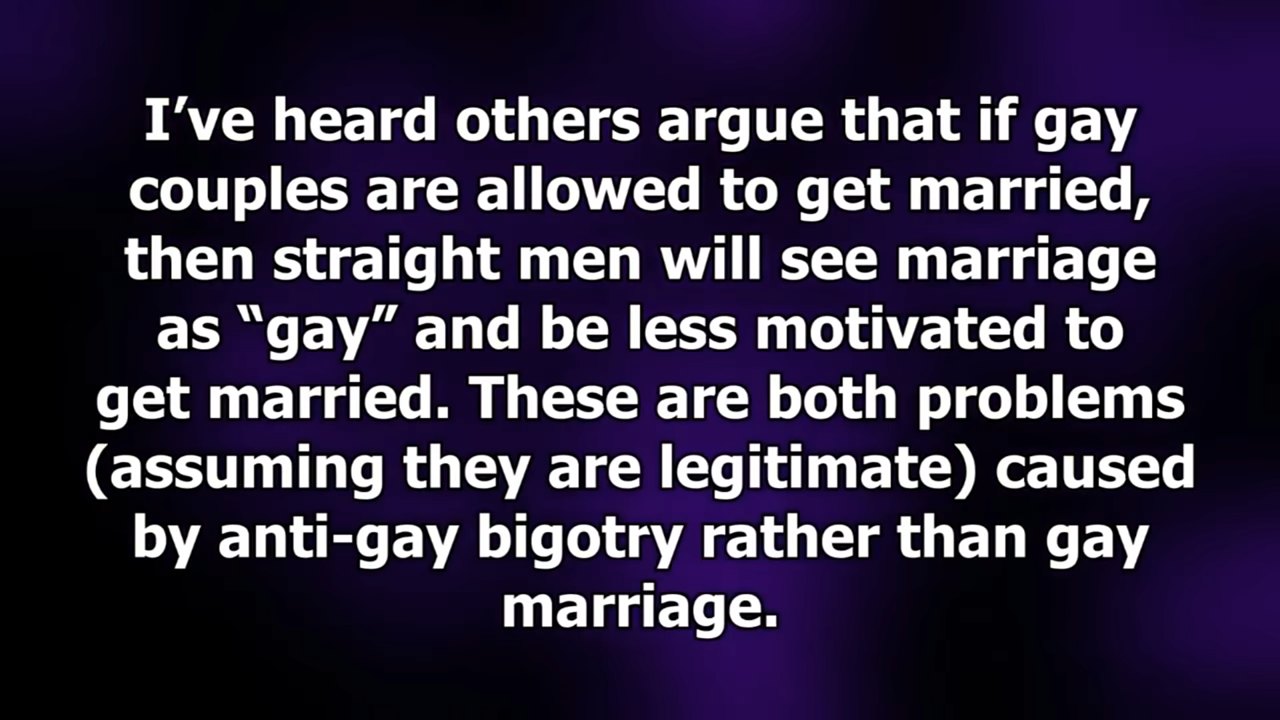 I’ve heard others argue that if gay
couples are allowed to get married,
then straight men will see marriage
as “gay” and be less motivated to
get married. These are both problems
(assuming they are legitimate) caused
by anti-gay bigotry rather than gay
marriage.